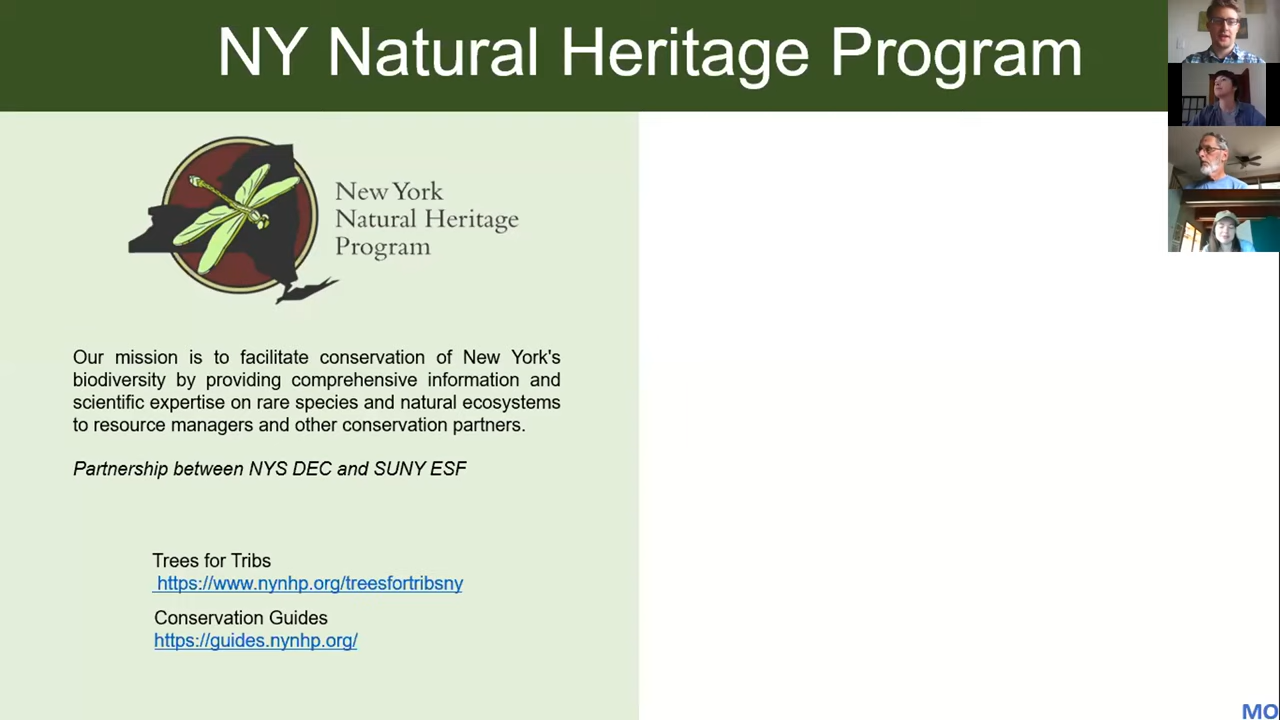 NY Natural Heritage Program
New York
Natural Heritage
Program
Our mission is to facilitate conservation of New York's
biodiversity by providing comprehensive information and
scientific expertise on rare species and natural ecosystems
to resource managers and other conservation partners.
Partnership between NYS DEC and SUNY ESF
Trees for Tribs
https://www.nynhp.org/treesfortribsny
Conservation Guides
https://guides.nynhp.org/
MO